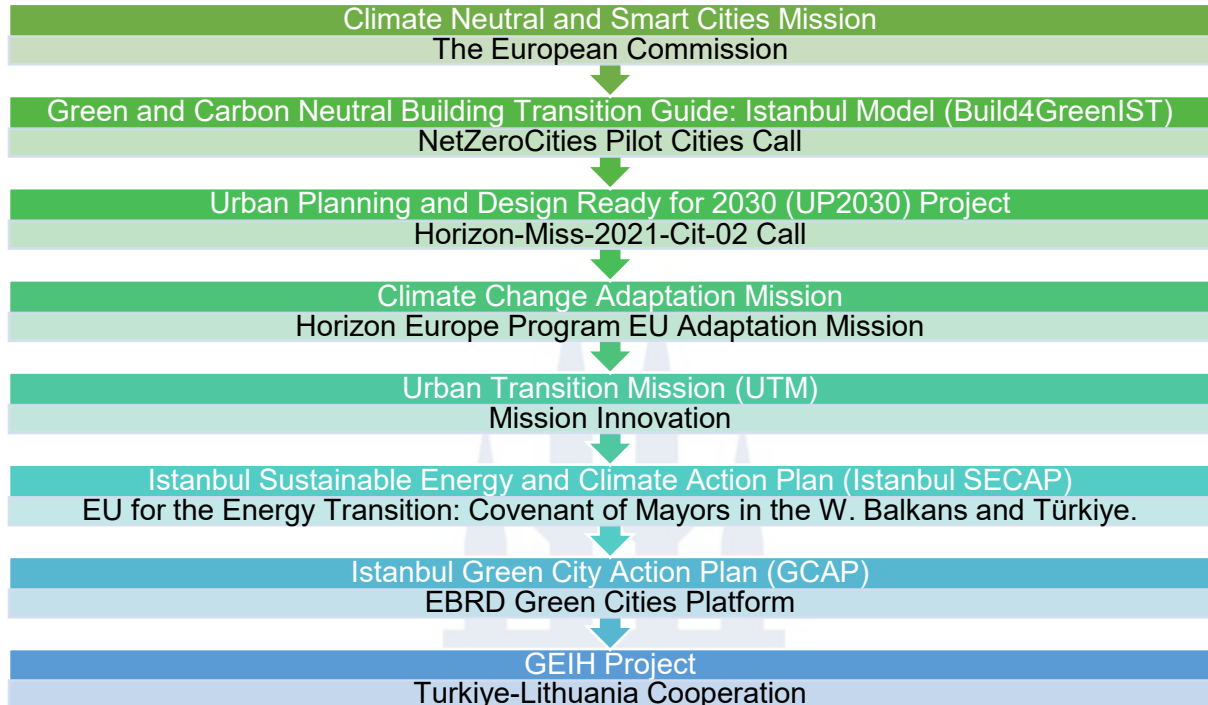 Climate Neutral and Smart Cities Mission
The European Commission
Green and Carbon Neutral Building Transition Guide: Istanbul Model (Build4GreenIST)
NetZeroCities Pilot Cities Call
Urban Planning and Design Ready for 2030 (UP2030) Project
Horizon-Miss-2021-Cit-02 Call
Climate Change Adaptation Mission
Horizon Europe Program EU Adaptation Mission
Urban Transition Mission (UTM)
Mission Innovation
Istanbul Sustainable Energy and Climate Action Plan (Istanbul SECAP)
EU for the Energy Transition: Covenant of Mayors in the W. Balkans and Türkiye.
Istanbul Green City Action Plan (GCAP)
EBRD Green Cities Platform
GEIH Project
Turkiye-Lithuania Cooperation